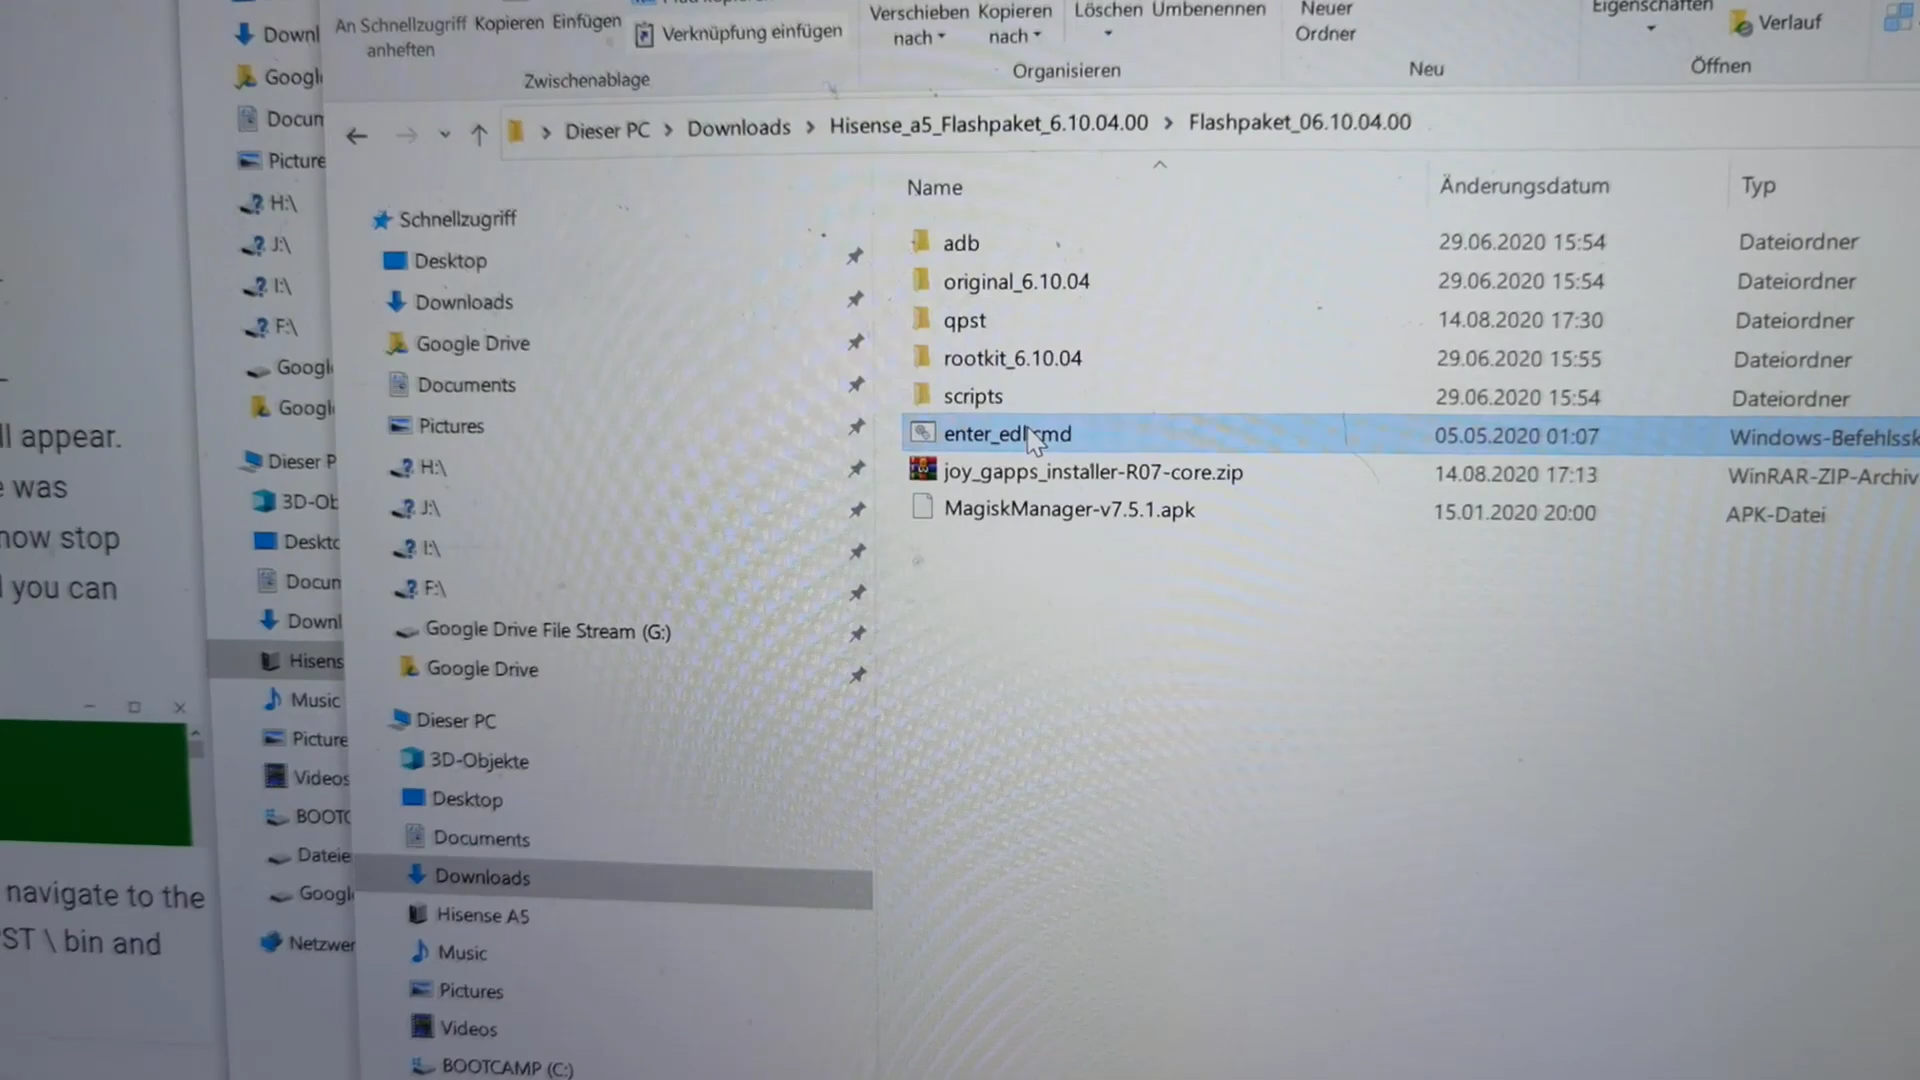 An Schnellzugriff
anheften
Kopieren
Einfügen
Verknüpfung einfügen
Zwischenablage
Verschieben
nach
Kopieren
nach
Löschen
Umbenennen
Organisieren
Neuer
Ordner
Neu
Eigenschaften
Verlauf
Öffnen
Dieser PC > Downloads > Hisense_a5_Flashpaket_6.10.04.00 > Flashpaket_06.10.04.00
Name Änderungsdatum Typ
adb 29.06.2020 15:54 Dateiordner
original_6.10.04 29.06.2020 15:54 Dateiordner
qpst 14.08.2020 17:30 Dateiordner
rootkit_6.10.04 29.06.2020 15:55 Dateiordner
scripts 29.06.2020 15:54 Dateiordner
enter_edl.cmd 05.05.2020 01:07 Windows-Befehlssk
joy_gapps_installer-R07-core.zip 14.08.2020 17:13 WinRAR-ZIP-Archiv
MagiskManager-v7.5.1.apk 15.01.2020 20:00 APK-Datei
Schnellzugriff
Desktop
Downloads
Google Drive
Documents
Pictures
H:\
J:\
I:\
F:\
Google Drive File Stream (G:)
Google Drive
Dieser PC
3D-Objekte
Desktop
Documents
Downloads
Hisense A5
Music
Pictures
Videos
BOOTCAMP (C:)
Downl
Googl
Docum
Picture
H:\
J:\
I:\
F:\
Googl
Googl
Dieser P
3D-Ob
Deskto
Docum
Downl
Hisens
Music
Picture
Videos
BOOTC
Dateie
Googl
Netzwer
ll appear.
e was
now stop
d you can
navigate to the
ST \ bin and